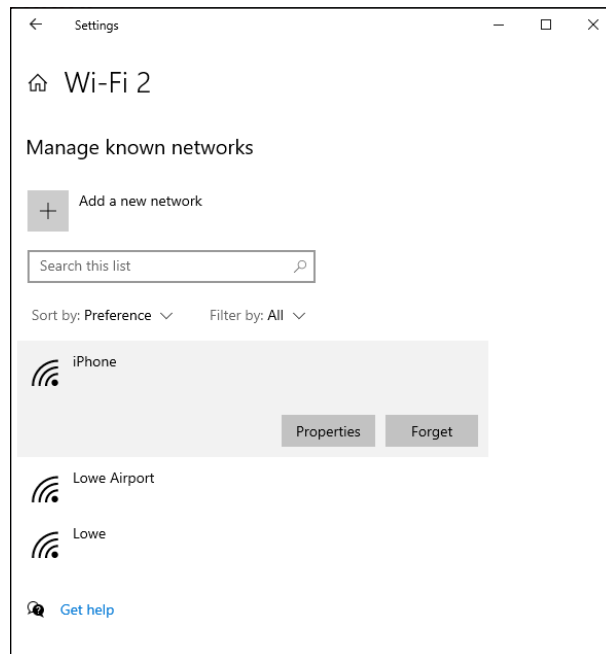 Settings
Wi-Fi 2
Manage known networks
Add a new network
Search this list
Sort by: Preference Filter by: All
iPhone
Properties Forget
Lowe Airport
Lowe
Get help